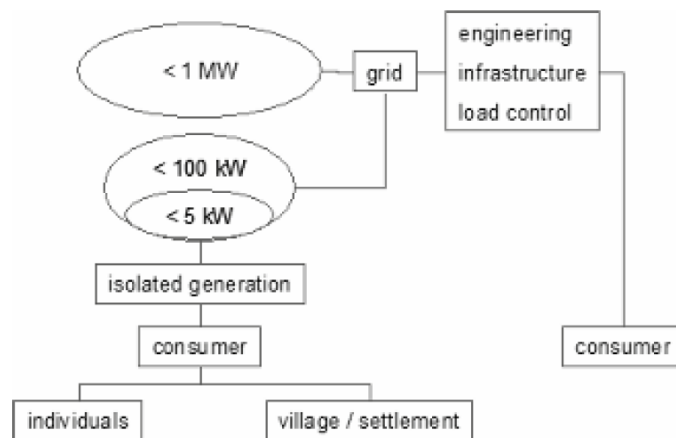 < 1 MW
grid
engineering
infrastructure
load control
< 100 kW
< 5 kW
isolated generation
consumer
consumer
individuals
village / settlement